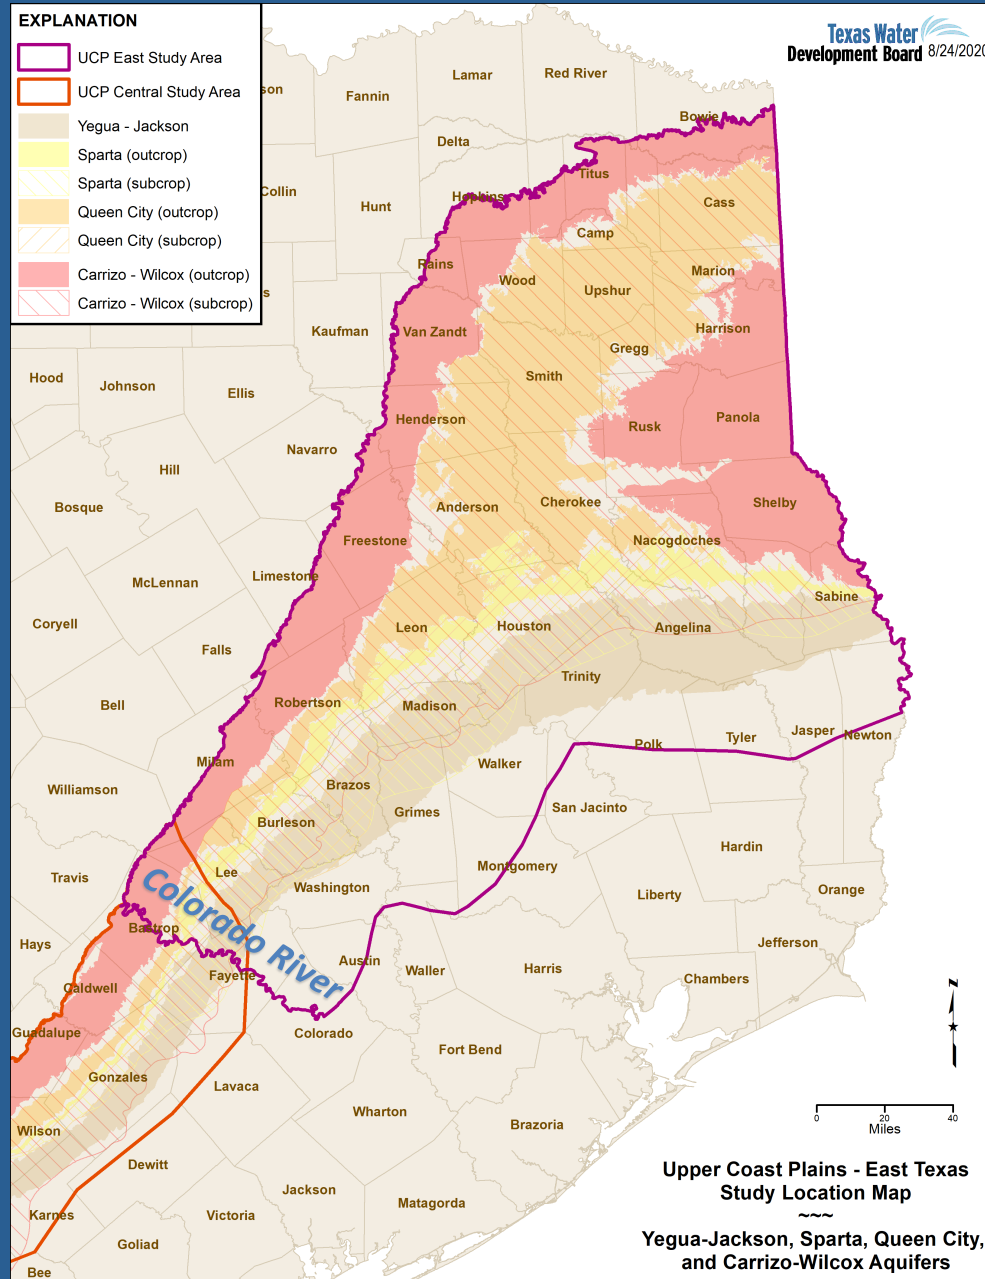 EXPLANATION
UCP East Study Area
UCP Central Study Area
Yegua - Jackson
Sparta (outcrop)
Sparta (subcrop)
Queen City (outcrop)
Queen City (subcrop)
Carrizo - Wilcox (outcrop)
Carrizo - Wilcox (subcrop)
Texas Water
Development Board 8/24/2020
Lamar
Red River
son
Fannin
Bowie
Delta
Titus
Collin
Hopkins
Hunt
Cass
Camp
Rains
Marion
Wood
Upshur
s
Kaufman
Van Zandt
Harrison
Gregg
Hood
Johnson
Ellis
Smith
Henderson
Rusk
Panola
Navarro
Hill
Bosque
Anderson
Cherokee
Shelby
Freestone
Nacogdoches
McLennan
Limestone
Sabine
Coryell
Leon
Houston
Angelina
Falls
Trinity
Bell
Robertson
Madison
Jasper
Newton
Polk
Tyler
Milam
Walker
Williamson
Brazos
San Jacinto
Grimes
Burleson
Montgomery
Hardin
Travis
Lee
Washington
Liberty
Orange
Colorado River
Bastrop
Hays
Jefferson
Austin
Waller
Harris
Fayette
Chambers
Caldwell
Guadalupe
Colorado
Fort Bend
Gonzales
Lavaca
Wharton
Brazoria
Wilson
Dewitt
Jackson
Matagorda
Karnes
Victoria
Goliad
Bee
N
0 20 40
Miles
Upper Coast Plains - East Texas
Study Location Map
~~~
Yegua-Jackson, Sparta, Queen City,
and Carrizo-Wilcox Aquifers